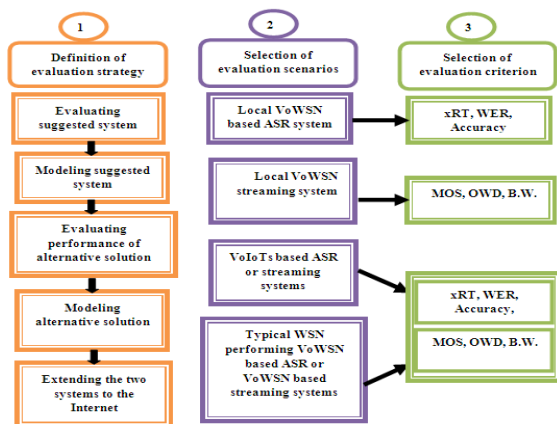 1
Definition of
evaluation strategy
Evaluating
suggested system
Modeling suggested
system
Evaluating
performance of
alternative solution
Modeling
alternative solution
Extending the two
systems to the
Internet
2
Selection of
evaluation scenarios
Local VoWSN
based ASR system
Local VoWSN
streaming system
VoIoTs based ASR
or streaming
systems
Typical WSN
performing VoWSN
based ASR or
VoWSN based
streaming systems
3
Selection of
evaluation criterion
xRT, WER,
Accuracy
MOS, OWD, B.W.
xRT, WER,
Accuracy,
MOS, OWD, B.W.